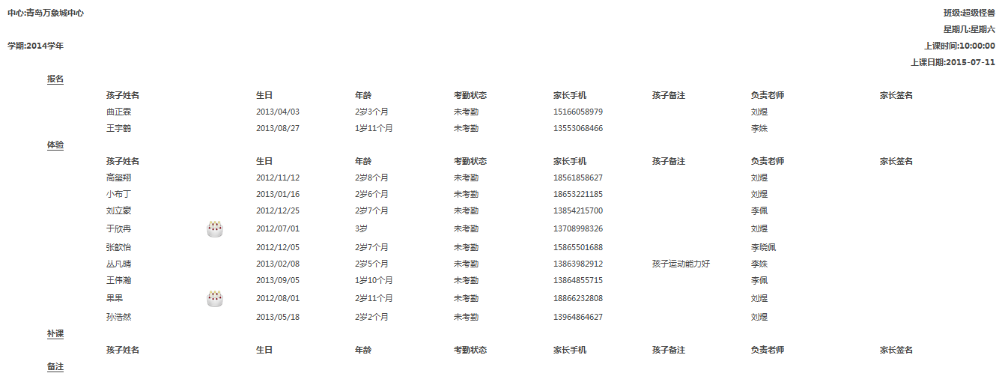 中心:青岛万象城中心 班级:超级怪兽
星期几:星期六
学期:2014学年 上课时间:10:00:00
上课日期:2015-07-11
报名
孩子姓名 生日 年龄 考勤状态 家长手机 孩子备注 负责老师 家长签名
曲正霖 2013/04/03 2岁3个月 未考勤 15166058979 刘煜
王宇鹤 2013/08/27 1岁11个月 未考勤 13553068466 李姝
体验
孩子姓名 生日 年龄 考勤状态 家长手机 孩子备注 负责老师 家长签名
高玺翔 2012/11/12 2岁8个月 未考勤 18561858627 刘煜
小布丁 2013/01/16 2岁6个月 未考勤 18653221185 刘煜
刘立豪 2012/12/25 2岁7个月 未考勤 13854215700 李佩
于欣冉 2012/07/01 3岁 未考勤 13708998326 刘煜
张歆怡 2012/12/05 2岁7个月 未考勤 15865501688 李晓佩
丛凡晴 2013/02/08 2岁5个月 未考勤 13863982912 孩子运动能力好 李姝
王伟瀚 2013/09/05 1岁10个月 未考勤 13864855715 李佩
果果 2012/08/01 2岁11个月 未考勤 18866232808 刘煜
孙浩然 2013/05/18 2岁2个月 未考勤 13964864627 刘煜
补课
孩子姓名 生日 年龄 考勤状态 家长手机 孩子备注 负责老师 家长签名
备注